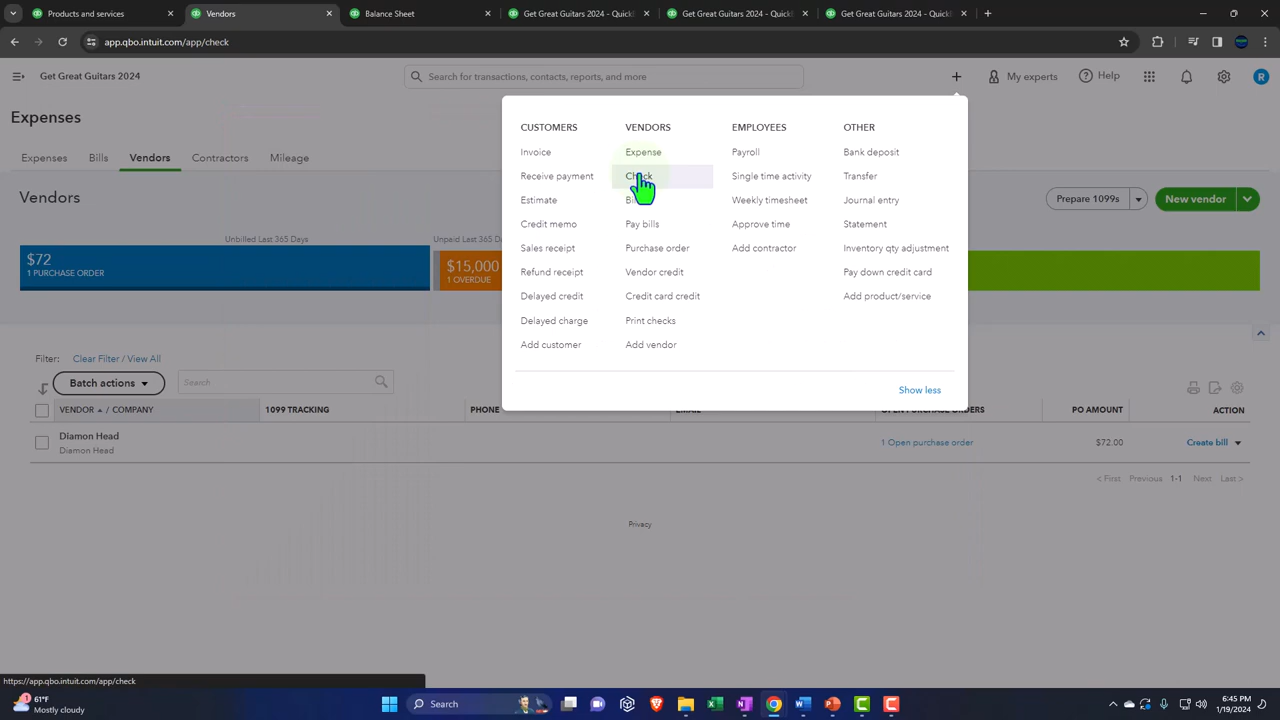 Products and services
Vendors
Balance Sheet
Get Great Guitars 2024 - Quick
Get Great Guitars 2024 - Quick
Get Great Guitars 2024 - Quick
app.qbo.intuit.com/app/check
Get Great Guitars 2024
Search for transactions, contacts, reports, and more
My experts
Help
R
Expenses
Expenses
Bills
Vendors
Contractors
Mileage
Vendors
Prepare 1099s
New vendor
Unbilled Last 365 Days
Unpaid Last 365 D
$72
1 PURCHASE ORDER
$15,000
1 OVERDUE
CUSTOMERS
Invoice
Receive payment
Estimate
Credit memo
Sales receipt
Refund receipt
Delayed credit
Delayed charge
Add customer
VENDORS
Expense
Check
Pay bills
Purchase order
Vendor credit
Credit card credit
Print checks
Add vendor
EMPLOYEES
Payroll
Single time activity
Weekly timesheet
Approve time
Add contractor
OTHER
Bank deposit
Transfer
Journal entry
Statement
Inventory qty adjustment
Pay down credit card
Add product/service
Show less
Filter:
Clear Filter / View All
Batch actions
Search
VENDOR / COMPANY
1099 TRACKING
PHONE
EMAIL
OPEN PURCHASE ORDERS
PO AMOUNT
ACTION
Diamon Head
Diamon Head
1 Open purchase order
$72.00
Create bill
< First
Previous
1-1
Next
Last >
Privacy
https://app.qbo.intuit.com/app/check
1
61°F
Mostly cloudy
Search
6:45 PM
1/19/2024